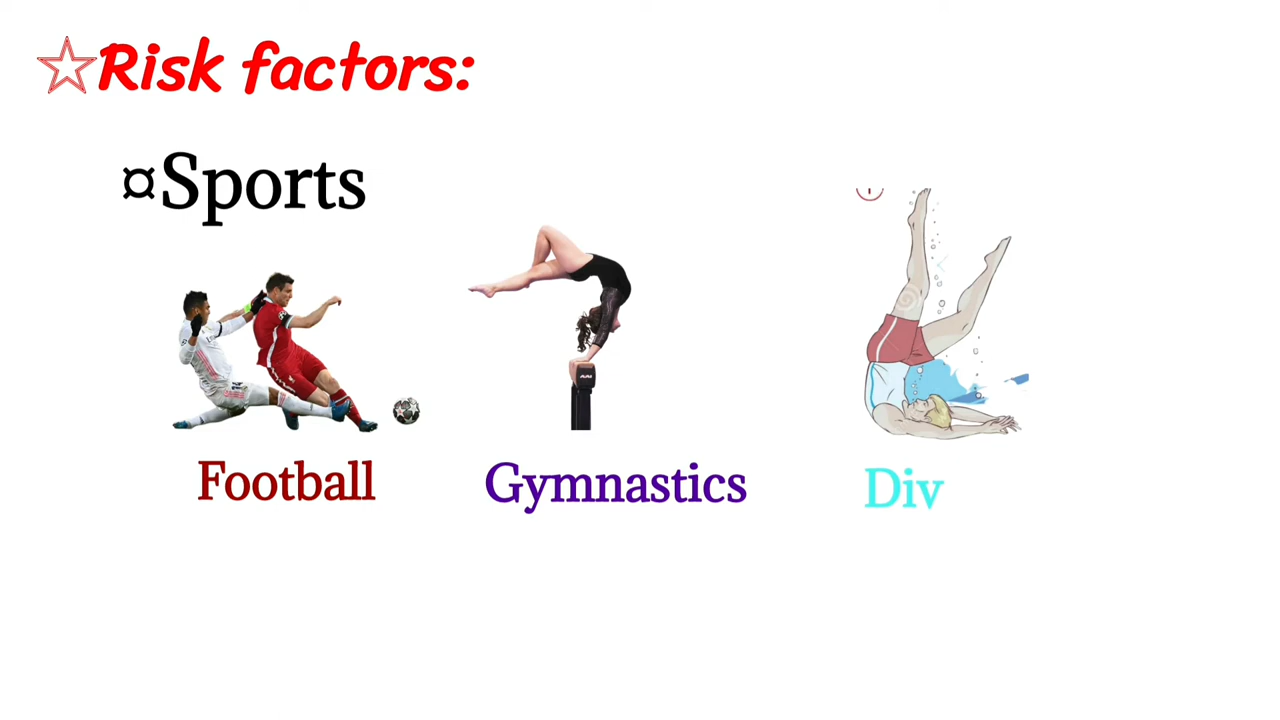 ☆Risk factors:
¤Sports
Football
Gymnastics
Div